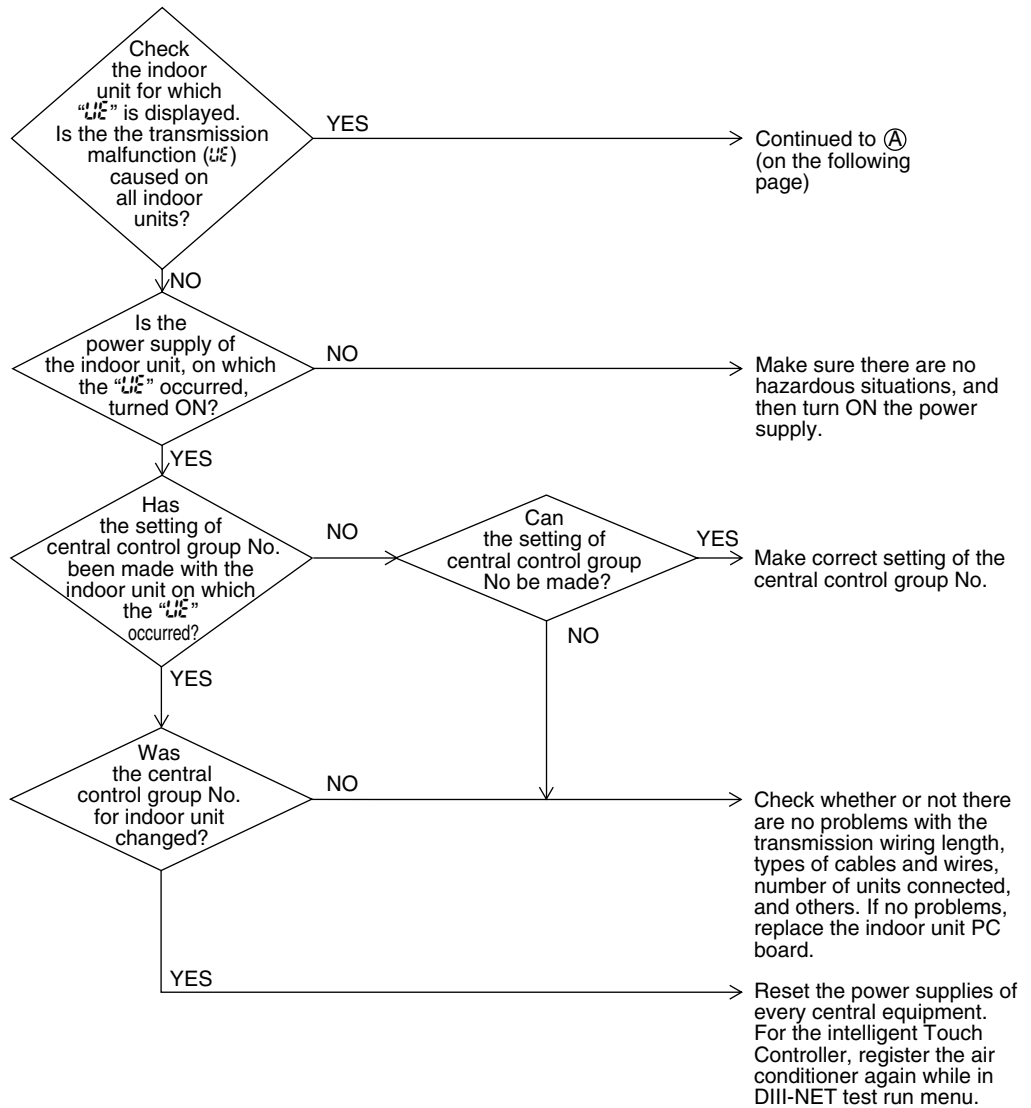 Check
the indoor
unit for which
“UE” is displayed.
Is the the transmission
malfunction (UE)
caused on
all indoor
units?
YES
Continued to Ⓐ
(on the following
page)
NO
Is the
power supply of
the indoor unit, on which
the “UE” occurred,
turned ON?
NO
Make sure there are no
hazardous situations, and
then turn ON the power
supply.
YES
Has
the setting of
central control group No.
been made with the
indoor unit on which
the “UE”
occurred?
NO
Can
the setting of
central control group
No be made?
YES
Make correct setting of the
central control group No.
NO
YES
Was
the central
control group No.
for indoor unit
changed?
NO
Check whether or not there
are no problems with the
transmission wiring length,
types of cables and wires,
number of units connected,
and others. If no problems,
replace the indoor unit PC
board.
YES
Reset the power supplies of
every central equipment.
For the intelligent Touch
Controller, register the air
conditioner again while in
DIII-NET test run menu.